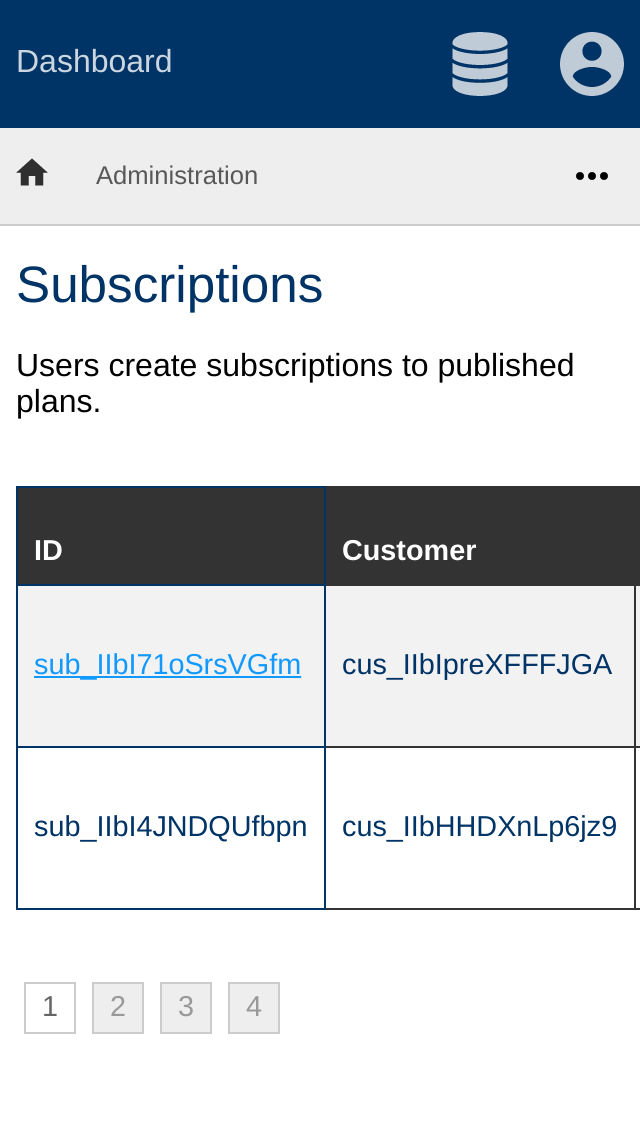 Dashboard
Administration
Subscriptions
Users create subscriptions to published
plans.
ID Customer
sub_IIbI71oSrsVGfm cus_IIbIpreXFFFJGA
sub_IIbI4JNDQUfbpn cus_IIbHHDXnLp6jz9
1 2 3 4